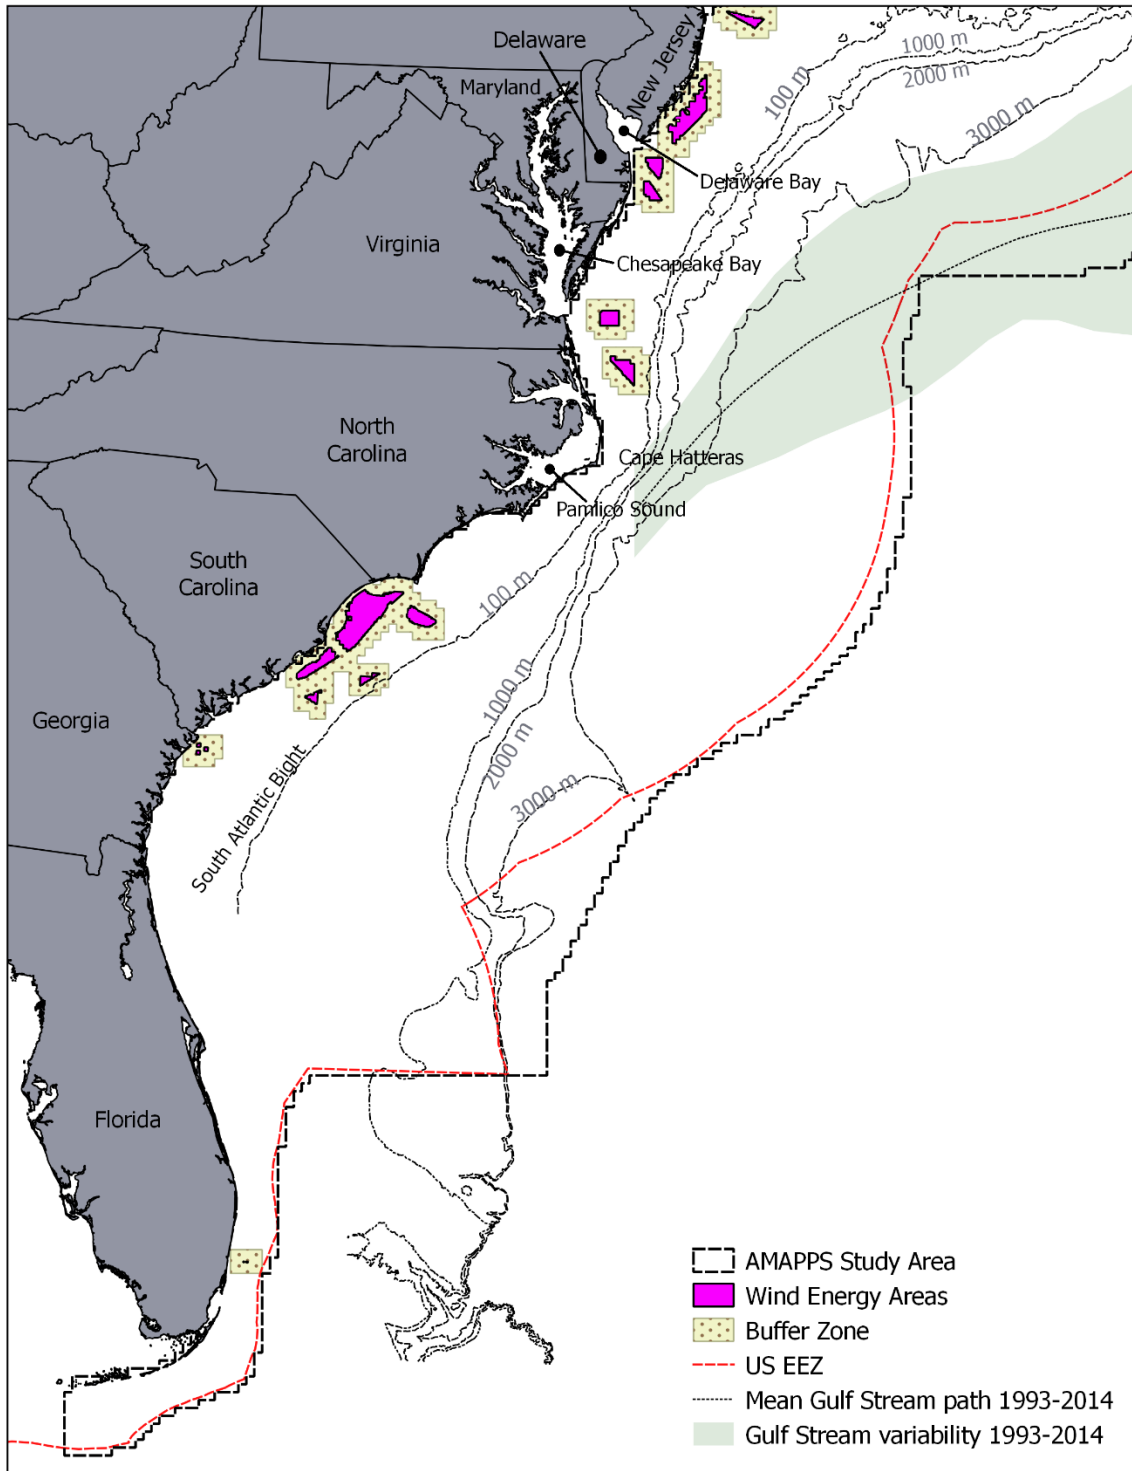 Delaware
Maryland
New Jersey
1000 m
100 m
2000 m
3000 m
Delaware Bay
Virginia
Chesapeake Bay
North
Carolina
Cape Hatteras
Pamlico Sound
South
Carolina
100 m
1000 m
Georgia
2000 m
3000 m
South Atlantic Bight
Florida
AMAPPS Study Area
Wind Energy Areas
Buffer Zone
US EEZ
Mean Gulf Stream path 1993-2014
Gulf Stream variability 1993-2014